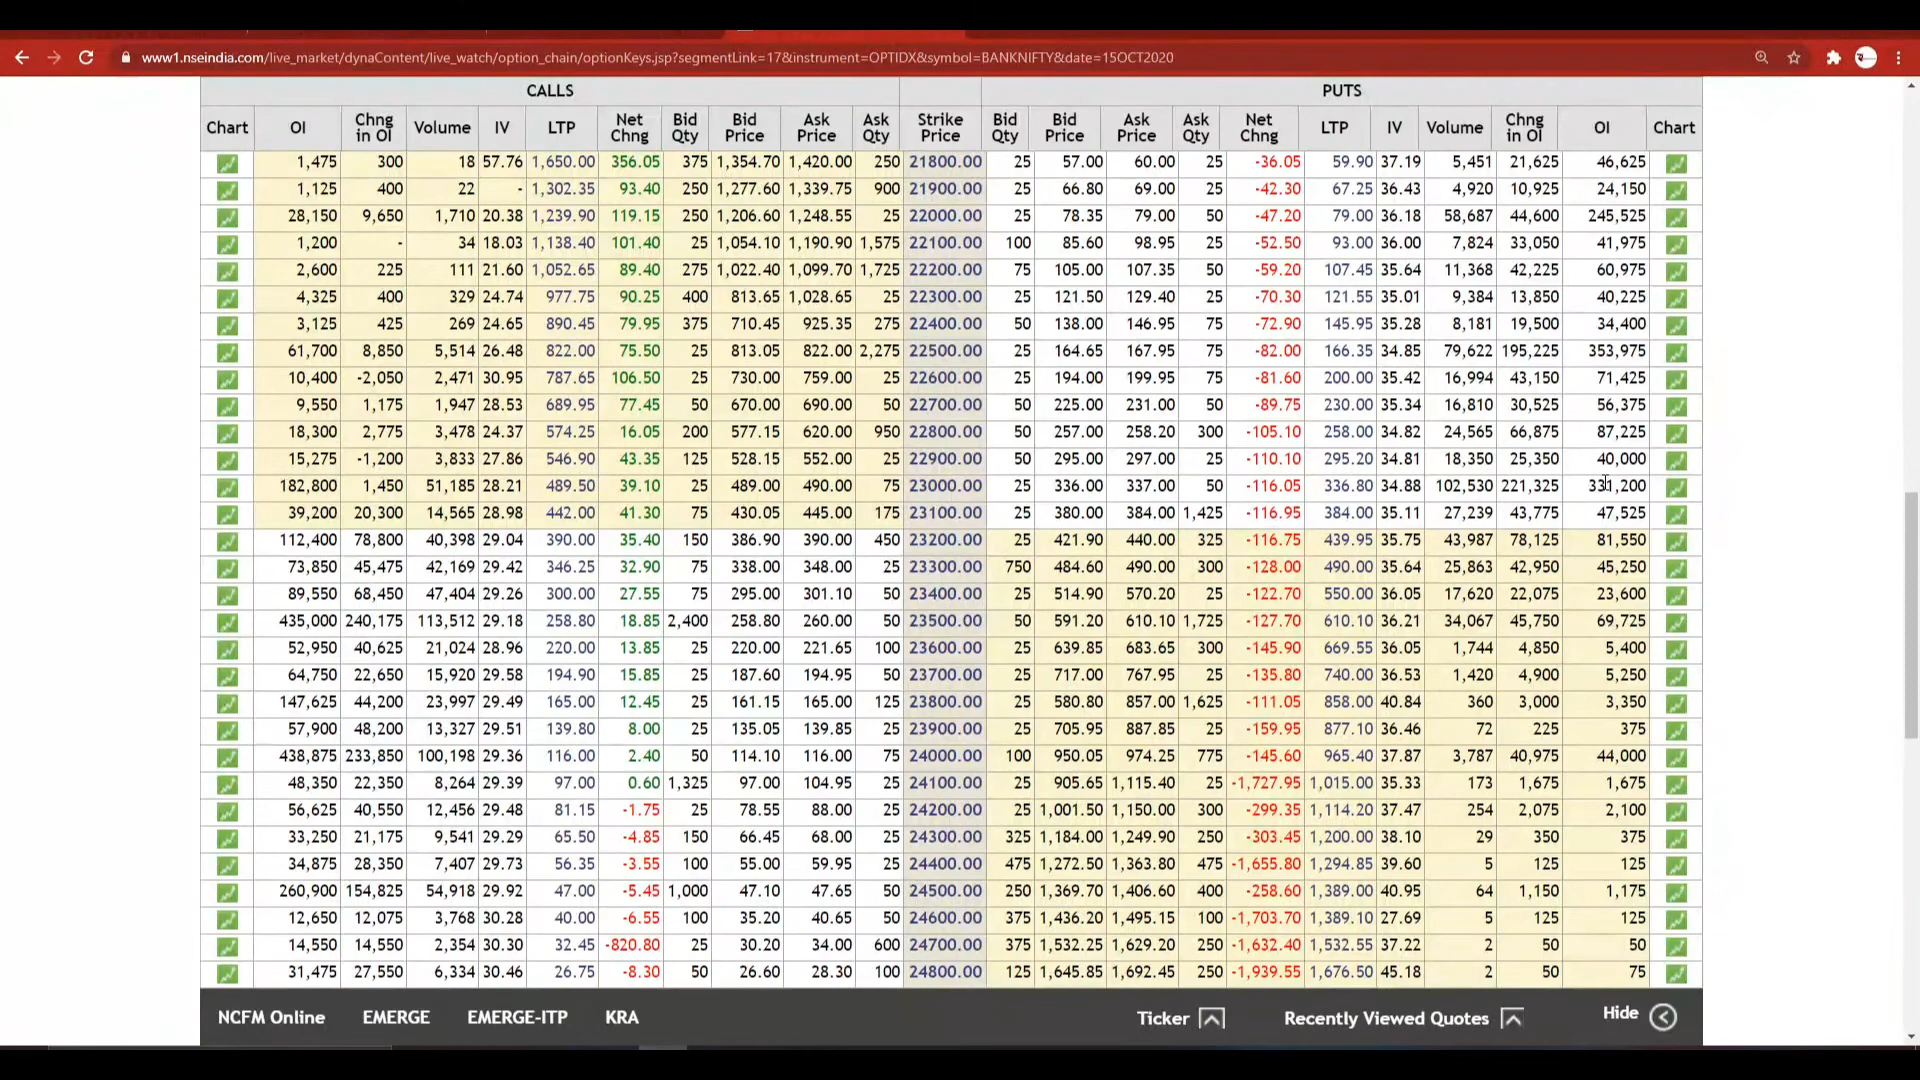 www1.nseindia.com/live_market/dynaContent/live_watch/option_chain/optionKeys.jsp?segmentLink=17&instrument=OPTIDX&symbol=BANKNIFTY&date=15OCT2020
CALLS PUTS
Chart OI Chng in OI Volume IV LTP Net Chng Bid Qty Bid Price Ask Price Ask Qty Strike Price Bid Qty Bid Price Ask Price Ask Qty Net Chng LTP IV Volume Chng in OI OI Chart
1,475 300 18 57.76 1,650.00 356.05 375 1,354.70 1,420.00 250 21800.00 25 57.00 60.00 25 -36.05 59.90 37.19 5,451 21,625 46,625
1,125 400 22 - 1,302.35 93.40 250 1,277.60 1,339.75 900 21900.00 25 66.80 69.00 25 -42.30 67.25 36.43 4,920 10,925 24,150
28,150 9,650 1,710 20.38 1,239.90 119.15 250 1,206.60 1,248.55 25 22000.00 25 78.35 79.00 50 -47.20 79.00 36.18 58,687 44,600 245,525
1,200 - 34 18.03 1,138.40 101.40 25 1,054.10 1,190.90 1,575 22100.00 100 85.60 98.95 25 -52.50 93.00 36.00 7,824 33,050 41,975
2,600 225 111 21.60 1,052.65 89.40 275 1,022.40 1,099.70 1,725 22200.00 75 105.00 107.35 50 -59.20 107.45 35.64 11,368 42,225 60,975
4,325 400 329 24.74 977.75 90.25 400 813.65 1,028.65 25 22300.00 25 121.50 129.40 25 -70.30 121.55 35.01 9,384 13,850 40,225
3,125 425 269 24.65 890.45 79.95 375 710.45 925.35 275 22400.00 50 138.00 146.95 75 -72.90 145.95 35.28 8,181 19,500 34,400
61,700 8,850 5,514 26.48 822.00 75.50 25 813.05 822.00 2,275 22500.00 25 164.65 167.95 75 -82.00 166.35 34.85 79,622 195,225 353,975
10,400 -2,050 2,471 30.95 787.65 106.50 25 730.00 759.00 25 22600.00 25 194.00 199.95 75 -81.60 200.00 35.42 16,994 43,150 71,425
9,550 1,175 1,947 28.53 689.95 77.45 50 670.00 690.00 50 22700.00 50 225.00 231.00 50 -89.75 230.00 35.34 16,810 30,525 56,375
18,300 2,775 3,478 24.37 574.25 16.05 200 577.15 620.00 950 22800.00 50 257.00 258.20 300 -105.10 258.00 34.82 24,565 66,875 87,225
15,275 -1,200 3,833 27.86 546.90 43.35 125 528.15 552.00 25 22900.00 50 295.00 297.00 25 -110.10 295.20 34.81 18,350 25,350 40,000
182,800 1,450 51,185 28.21 489.50 39.10 25 489.00 490.00 75 23000.00 25 336.00 337.00 50 -116.05 336.80 34.88 102,530 221,325 331,200
39,200 20,300 14,565 28.98 442.00 41.30 75 430.05 445.00 175 23100.00 25 380.00 384.00 1,425 -116.95 384.00 35.11 27,239 43,775 47,525
112,400 78,800 40,398 29.04 390.00 35.40 150 386.90 390.00 450 23200.00 25 421.90 440.00 325 -116.75 439.95 35.75 43,987 78,125 81,550
73,850 45,475 42,169 29.42 346.25 32.90 75 338.00 348.00 25 23300.00 750 484.60 490.00 300 -128.00 490.00 35.64 25,863 42,950 45,250
89,550 68,450 47,404 29.26 300.00 27.55 75 295.00 301.10 50 23400.00 25 514.90 570.20 25 -122.70 550.00 36.05 17,620 22,075 23,600
435,000 240,175 113,512 29.18 258.80 18.85 2,400 258.80 260.00 50 23500.00 50 591.20 610.10 1,725 -127.70 610.10 36.21 34,067 45,750 69,725
52,950 40,625 21,024 28.96 220.00 13.85 25 220.00 221.65 100 23600.00 25 639.85 683.65 300 -145.90 669.55 36.05 1,744 4,850 5,400
64,750 22,650 15,920 29.58 194.90 15.85 25 187.60 194.95 50 23700.00 25 717.00 767.95 25 -135.80 740.00 36.53 1,420 4,900 5,250
147,625 44,200 23,997 29.49 165.00 12.45 25 161.15 165.00 125 23800.00 25 580.80 857.00 1,625 -111.05 858.00 40.84 360 3,000 3,350
57,900 48,200 13,327 29.51 139.80 8.00 25 135.05 139.85 25 23900.00 25 705.95 887.85 25 -159.95 877.10 36.46 72 225 375
438,875 233,850 100,198 29.36 116.00 2.40 50 114.10 116.00 75 24000.00 100 950.05 974.25 775 -145.60 965.40 37.87 3,787 40,975 44,000
48,350 22,350 8,264 29.39 97.00 0.60 1,325 97.00 104.95 25 24100.00 25 905.65 1,115.40 25 -1,727.95 1,015.00 35.33 173 1,675 1,675
56,625 40,550 12,456 29.48 81.15 -1.75 25 78.55 88.00 25 24200.00 25 1,001.50 1,150.00 300 -299.35 1,114.20 37.47 254 2,075 2,100
33,250 21,175 9,541 29.29 65.50 -4.85 150 66.45 68.00 25 24300.00 325 1,184.00 1,249.90 250 -303.45 1,200.00 38.10 29 350 375
34,875 28,350 7,407 29.73 56.35 -3.55 100 55.00 59.95 25 24400.00 475 1,272.50 1,363.80 475 -1,655.80 1,294.85 39.60 5 125 125
260,900 154,825 54,918 29.92 47.00 -5.45 1,000 47.10 47.65 50 24500.00 250 1,369.70 1,406.60 400 -258.60 1,389.00 40.95 64 1,150 1,175
12,650 12,075 3,768 30.28 40.00 -6.55 100 35.20 40.65 50 24600.00 375 1,436.20 1,495.15 100 -1,703.70 1,389.10 27.69 5 125 125
14,550 14,550 2,354 30.30 32.45 -820.80 25 30.20 34.00 600 24700.00 375 1,532.25 1,629.20 250 -1,632.40 1,532.55 37.22 2 50 50
31,475 27,550 6,334 30.46 26.75 -8.30 50 26.60 28.30 100 24800.00 125 1,645.85 1,692.45 250 -1,939.55 1,676.50 45.18 2 50 75
NCFM Online EMERGE EMERGE-ITP KRA Ticker Recently Viewed Quotes Hide